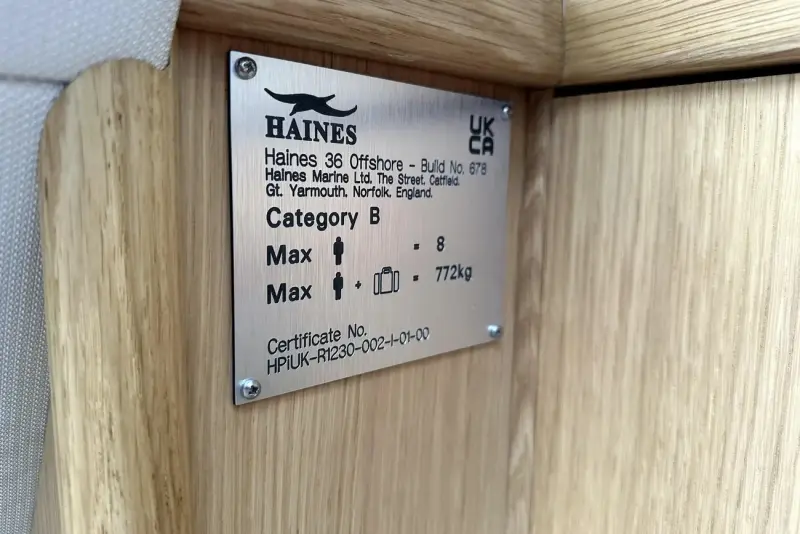 HAINES
UK
CA
Haines 36 Offshore - Build No. 678
Haines Marine Ltd. The Street. Catfield.
Gt. Yarmouth. Norfolk. England.
Category B
Max = 8
Max + = 772kg
Certificate No.
HPiUK-R1230-002-I-01-00